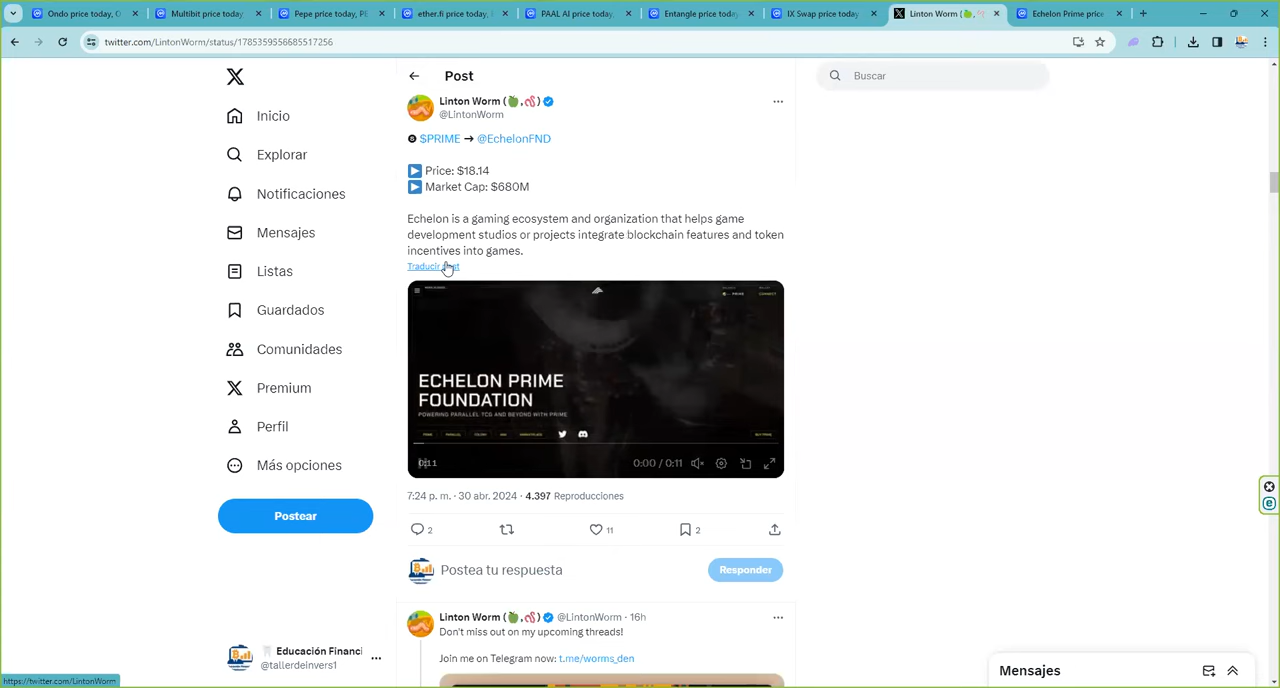 Ondo price today, O
Multibit price today
Pepe price today, PE
ether.fi price today,
PAAL AI price today,
Entangle price today
IX Swap price today
Linton Worm (🍏,🪱)
Echelon Prime price
twitter.com/LintonWorm/status/1785359556685517256
Post
Buscar
Inicio
Explorar
Notificaciones
Mensajes
Listas
Guardados
Comunidades
Premium
Perfil
Más opciones
Postear
Educación Financi
@tallerdeinvers1
Linton Worm (🍏,🪱)
@LintonWorm
$PRIME → @EchelonFND
▶ Price: $18.14
▶ Market Cap: $680M
Echelon is a gaming ecosystem and organization that helps game
development studios or projects integrate blockchain features and token
incentives into games.
Traducir post
PRIME
CONNECT
ECHELON PRIME
FOUNDATION
POWERING PARALLEL TCG AND BEYOND WITH PRIME
0:11
0:00 / 0:11
7:24 p. m. · 30 abr. 2024 · 4.397 Reproducciones
2
11
2
Postea tu respuesta
Responder
Linton Worm (🍏,🪱) @LintonWorm · 16h
Don't miss out on my upcoming threads!
Join me on Telegram now: t.me/worms_den
Mensajes
https://twitter.com/LintonWorm